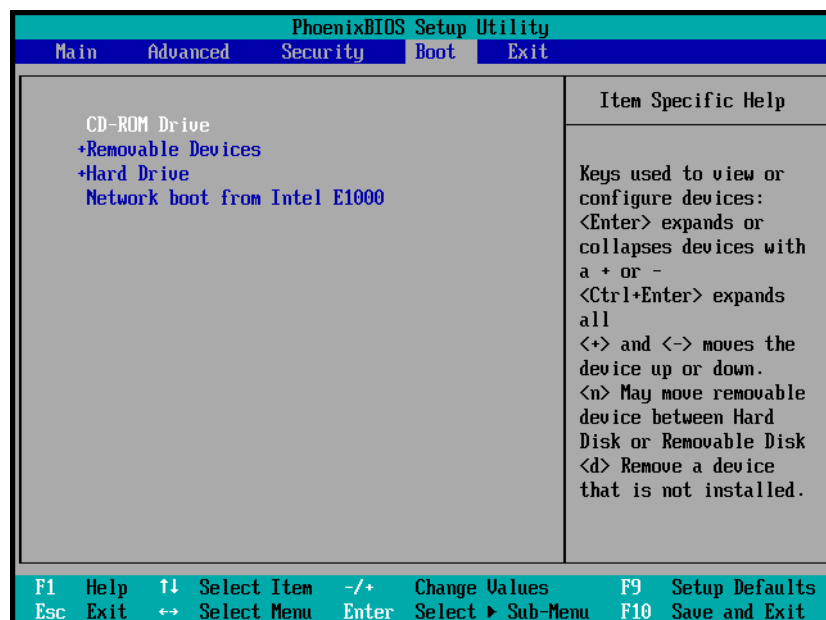 PhoenixBIOS Setup Utility
Main Advanced Security Boot Exit
CD-ROM Drive
+Removable Devices
+Hard Drive
Network boot from Intel E1000
Item Specific Help
Keys used to view or
configure devices:
<Enter> expands or
collapses devices with
a + or -
<Ctrl+Enter> expands
all
<+> and <-> moves the
device up or down.
<n> May move removable
device between Hard
Disk or Removable Disk
<d> Remove a device
that is not installed.
F1 Help ↑↓ Select Item -/+ Change Values F9 Setup Defaults
Esc Exit ↔ Select Menu Enter Select ▶ Sub-Menu F10 Save and Exit